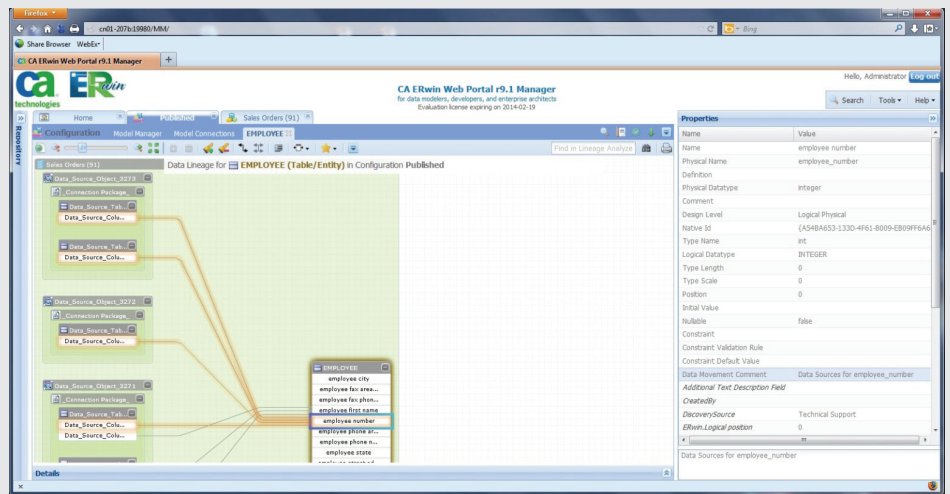 Firefox
cn01-207b:19980/MM/
Bing
Share Browser WebEx
CA ERwin Web Portal r9.1 Manager
ca technologies
ERwin
CA ERwin Web Portal r9.1 Manager
for data modelers, developers, and enterprise architects
Evaluation license expiring on 2014-02-19
Hello, Administrator Log out
Search Tools Help
Home Published Sales Orders (91)
Configuration Model Manager Model Connections EMPLOYEE
Repository
Find in Lineage Analyze
Sales Orders (91)
Data Lineage for EMPLOYEE (Table/Entity) in Configuration Published
Data_Source_Object_3273
_Connection Package_
Data_Source_Tab...
Data_Source_Colu...
Data_Source_Tab...
Data_Source_Colu...
Data_Source_Object_3272
_Connection Package_
Data_Source_Tab...
Data_Source_Colu...
Data_Source_Object_3271
_Connection Package_
Data_Source_Tab...
Data_Source_Colu...
Data_Source_Colu...
EMPLOYEE
employee city
employee fax area...
employee fax phon...
employee first name
employee number
employee phone ar...
employee phone n...
employee state
Details
Properties
Name Value
Name employee number
Physical Name employee_number
Definition
Physical Datatype integer
Comment
Design Level Logical Physical
Native Id {A54BA653-133D-4F61-B009-EB09FF6A6
Type Name int
Logical Datatype INTEGER
Type Length 0
Type Scale 0
Position 0
Initial Value
Nullable false
Constraint
Constraint Validation Rule
Constraint Default Value
Data Movement Comment Data Sources for employee_number
Additional Text Description Field
CreatedBy
DiscoverySource Technical Support
ERwin.Logical position 0
Data Sources for employee_number